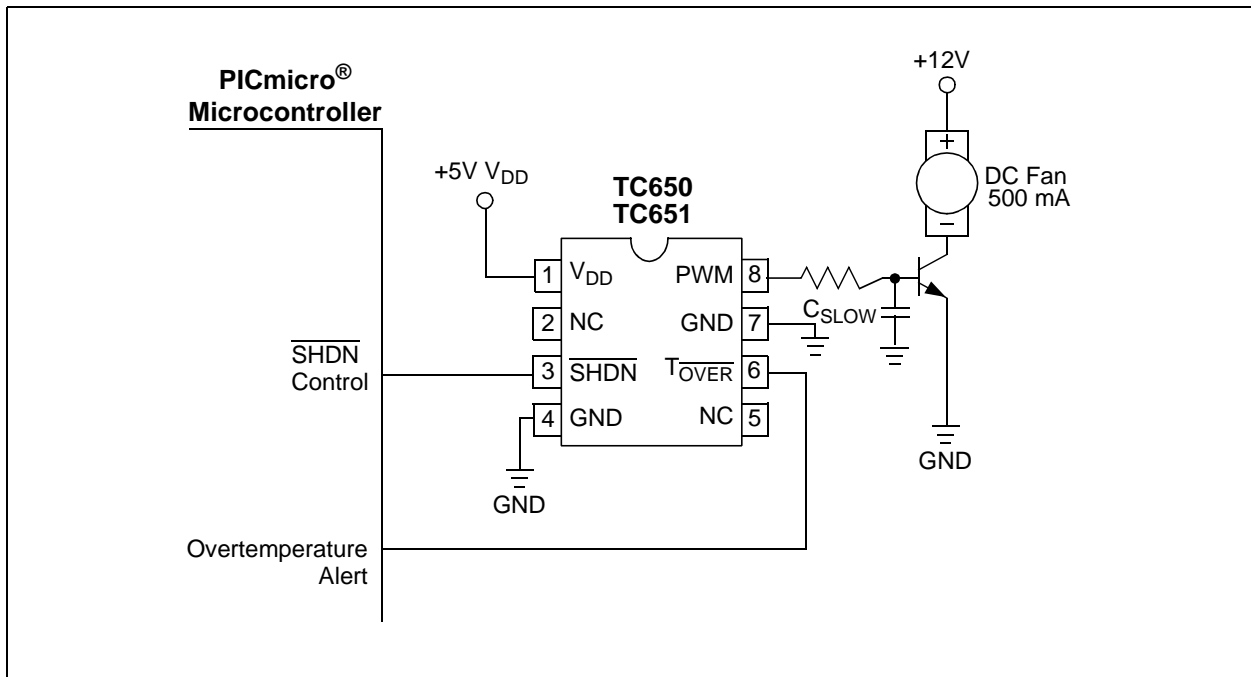 PICmicro®
Microcontroller
+5V VDD
TC650
TC651
+12V
+
DC Fan
500 mA
−
1 VDD
PWM 8
2 NC
GND 7
CSLOW
SHDN
Control
3 SHDN
TOVER 6
4 GND
NC 5
GND
GND
Overtemperature
Alert